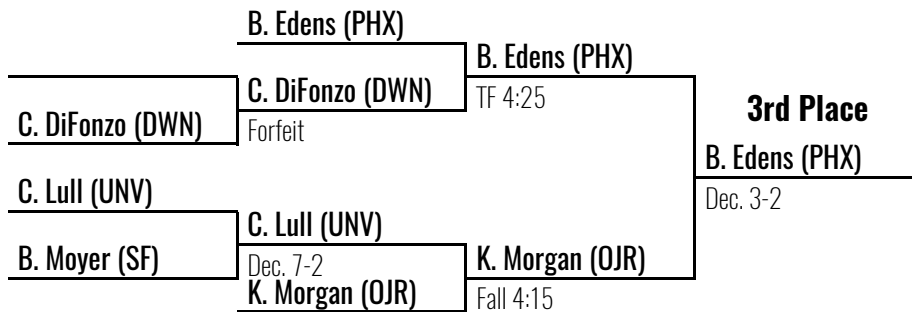 B. Edens (PHX)
B. Edens (PHX)
C. DiFonzo (DWN)
TF 4:25
3rd Place
C. DiFonzo (DWN)
Forfeit
B. Edens (PHX)
C. Lull (UNV)
Dec. 3-2
C. Lull (UNV)
B. Moyer (SF)
K. Morgan (OJR)
Dec. 7-2
K. Morgan (OJR)
Fall 4:15